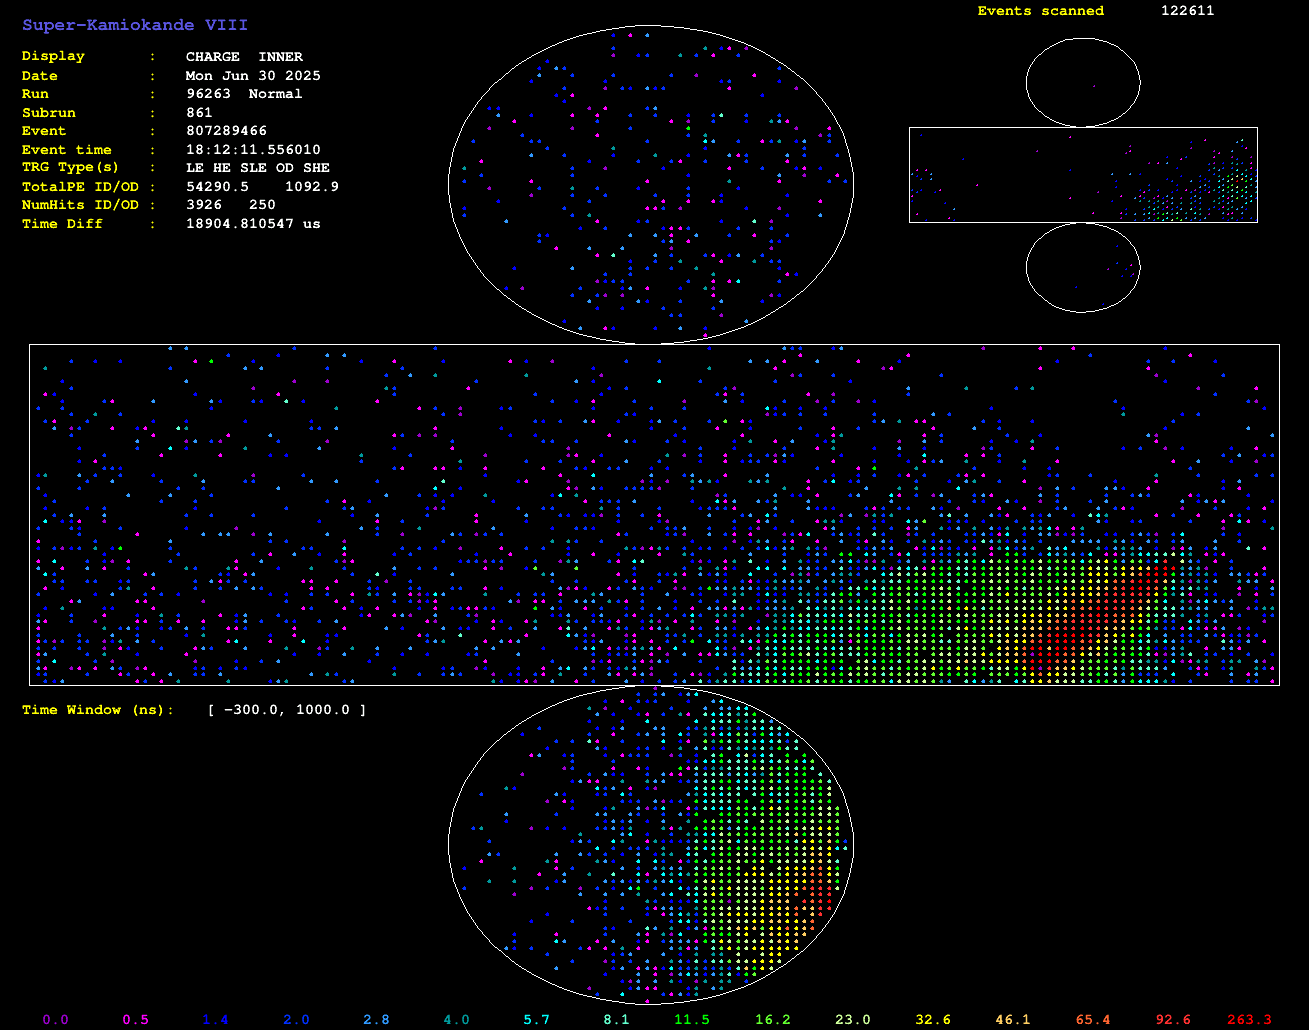 Super-Kamiokande VIII
Events scanned 122611
Display : CHARGE INNER
Date : Mon Jun 30 2025
Run : 96263 Normal
Subrun : 861
Event : 807289466
Event time : 18:12:11.556010
TRG Type(s) : LE HE SLE OD SHE
TotalPE ID/OD : 54290.5 1092.9
NumHits ID/OD : 3926 250
Time Diff : 18904.810547 us
Time Window (ns): [ -300.0, 1000.0 ]
0.0 0.5 1.4 2.0 2.8 4.0 5.7 8.1 11.5 16.2 23.0 32.6 46.1 65.4 92.6 263.3